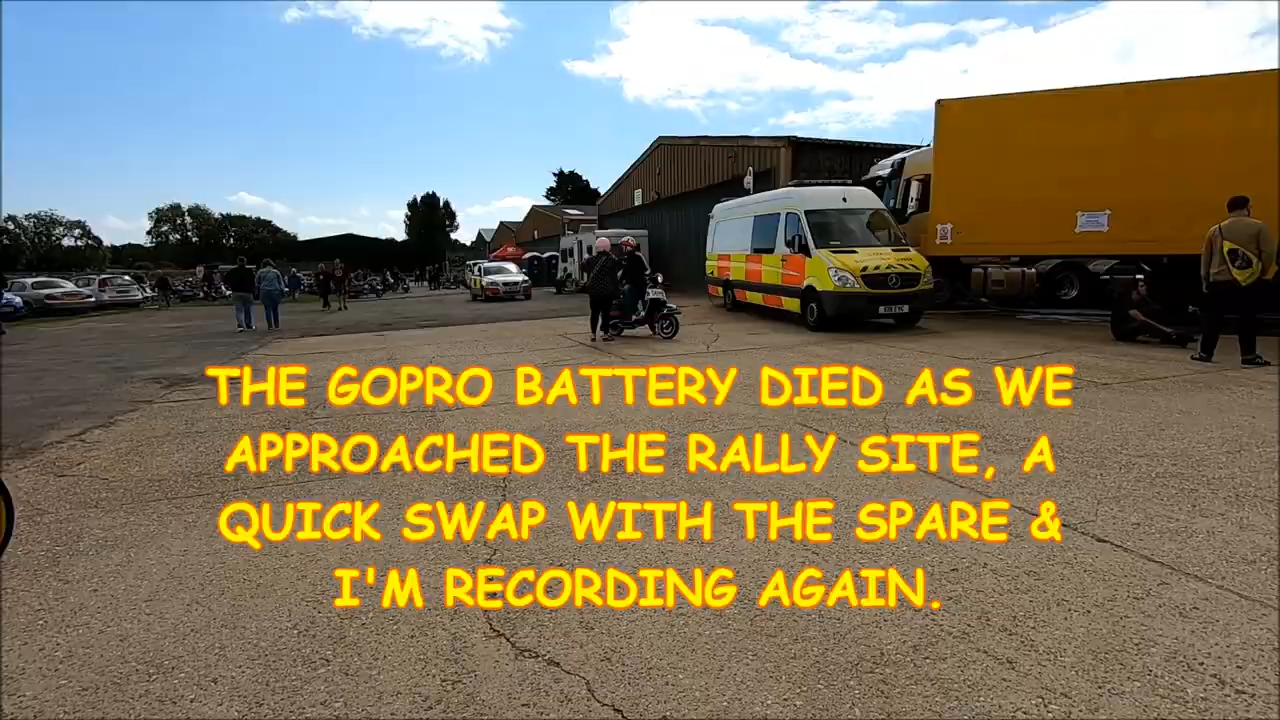 THE GOPRO BATTERY DIED AS WE
APPROACHED THE RALLY SITE, A
QUICK SWAP WITH THE SPARE &
I'M RECORDING AGAIN.